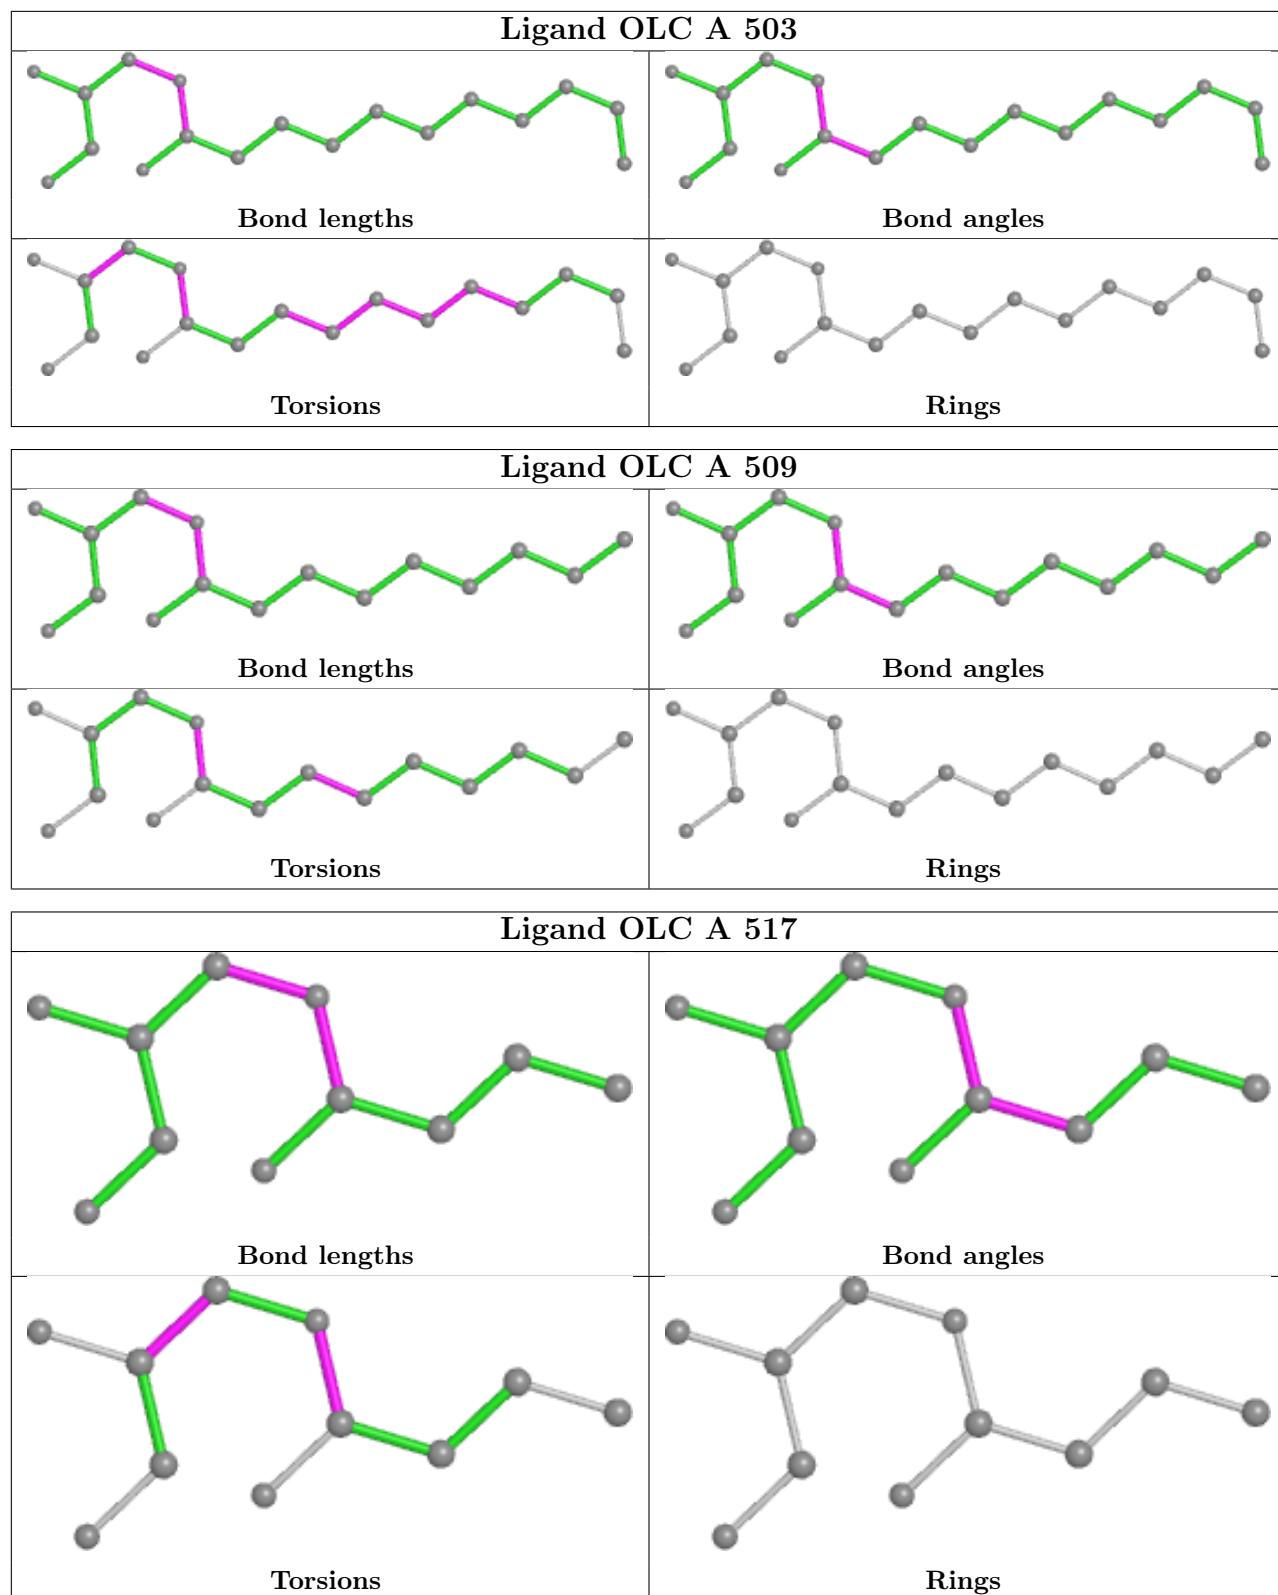 Ligand OLC A 503
Bond lengths
Bond angles
Torsions
Rings
Ligand OLC A 509
Bond lengths
Bond angles
Torsions
Rings
Ligand OLC A 517
Bond lengths
Bond angles
Torsions
Rings